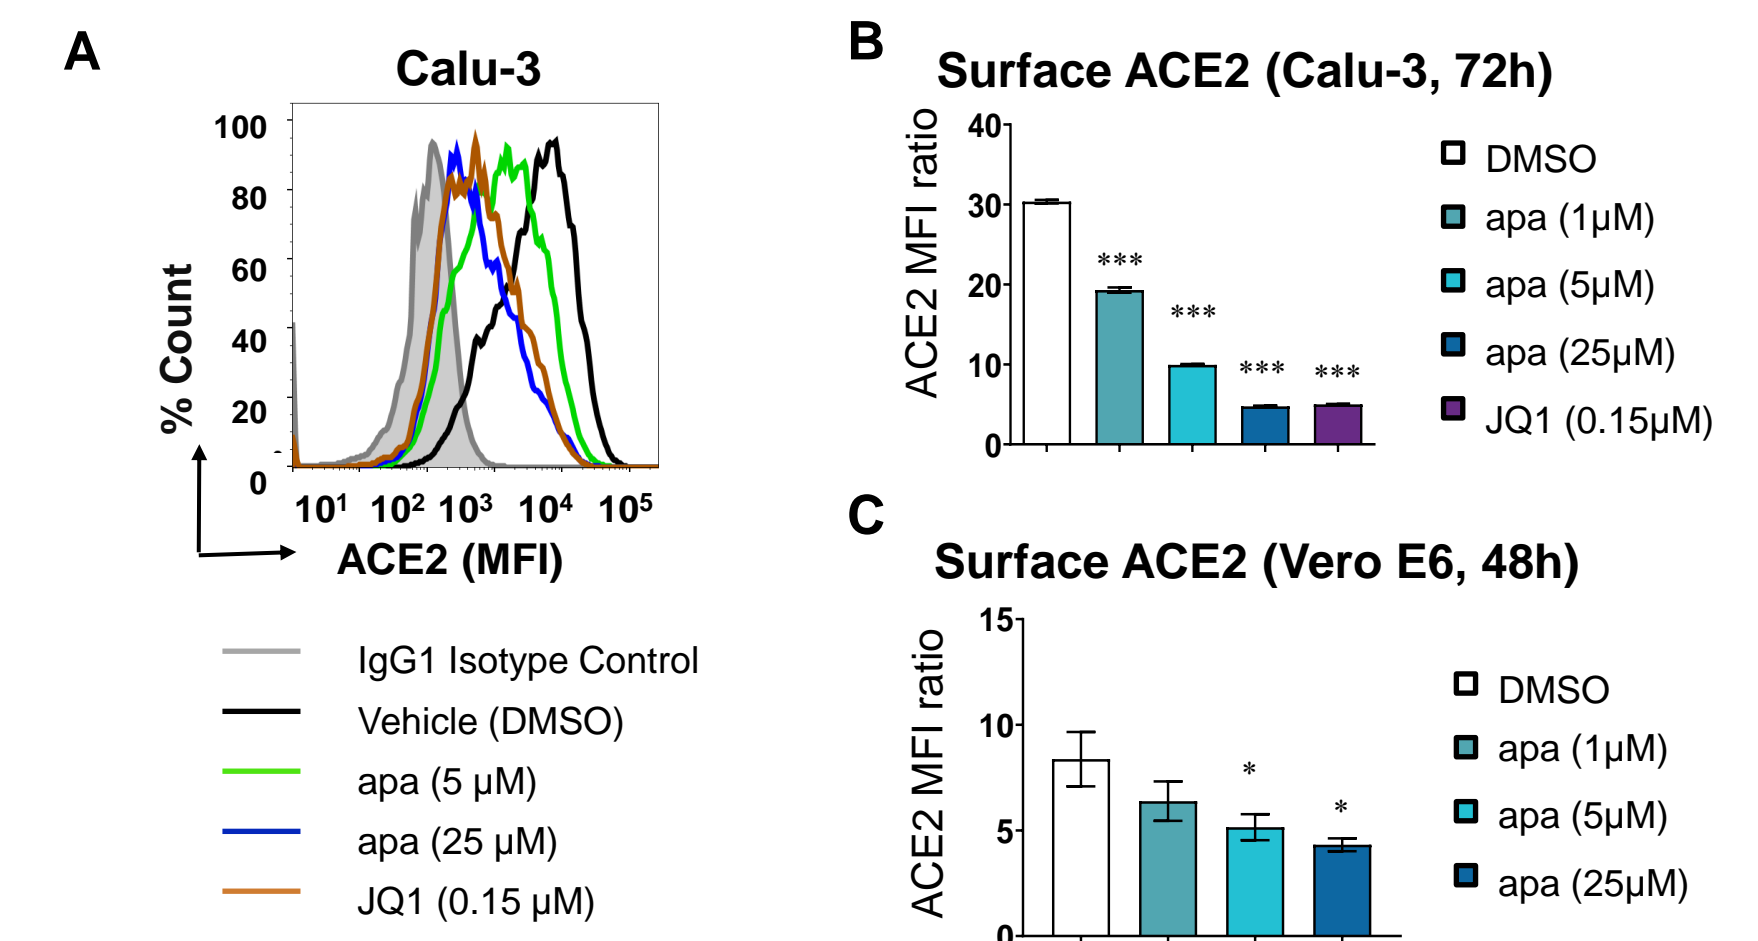 A
Calu-3
100
80
60
40
20
0
% Count
10¹ 10² 10³ 10⁴ 10⁵
ACE2 (MFI)
IgG1 Isotype Control
Vehicle (DMSO)
apa (5 µM)
apa (25 µM)
JQ1 (0.15 µM)
B
Surface ACE2 (Calu-3, 72h)
ACE2 MFI ratio
40
30
20
10
0
***
***
***
***
DMSO
apa (1µM)
apa (5µM)
apa (25µM)
JQ1 (0.15µM)
C
Surface ACE2 (Vero E6, 48h)
ACE2 MFI ratio
15
10
5
0
*
*
DMSO
apa (1µM)
apa (5µM)
apa (25µM)